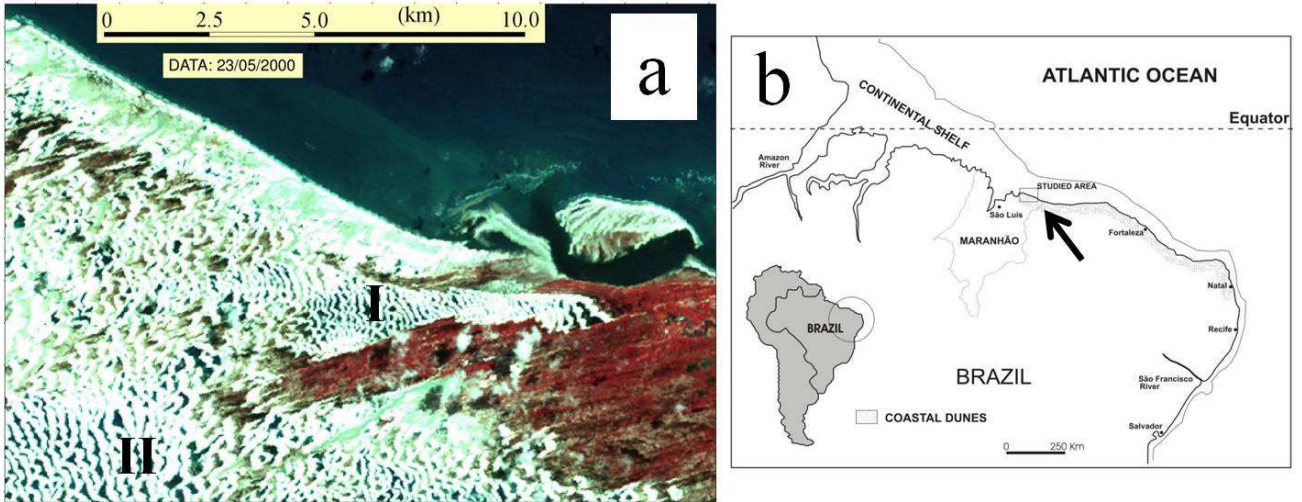 0 2.5 5.0 (km) 10.0
DATA: 23/05/2000
a
I
II
b
ATLANTIC OCEAN
CONTINENTAL SHELF
Equator
Amazon
River
STUDIED AREA
São Luís
MARANHÃO
Fortaleza
Natal
BRAZIL
Recife
BRAZIL
São Francisco
River
COASTAL DUNES
Salvador
0 250 Km